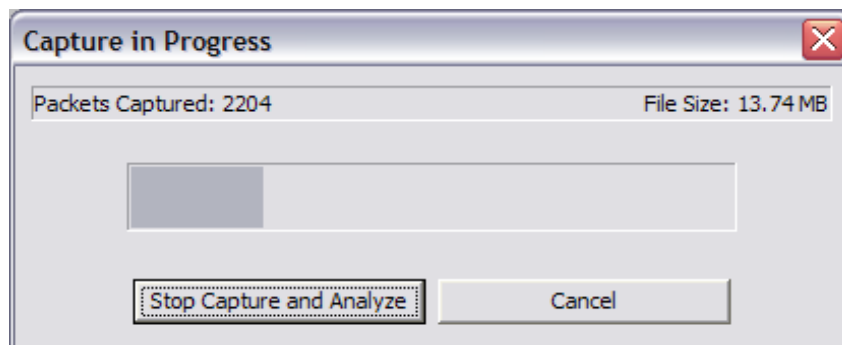 Capture in Progress
Packets Captured: 2204 File Size: 13.74 MB
Stop Capture and Analyze Cancel